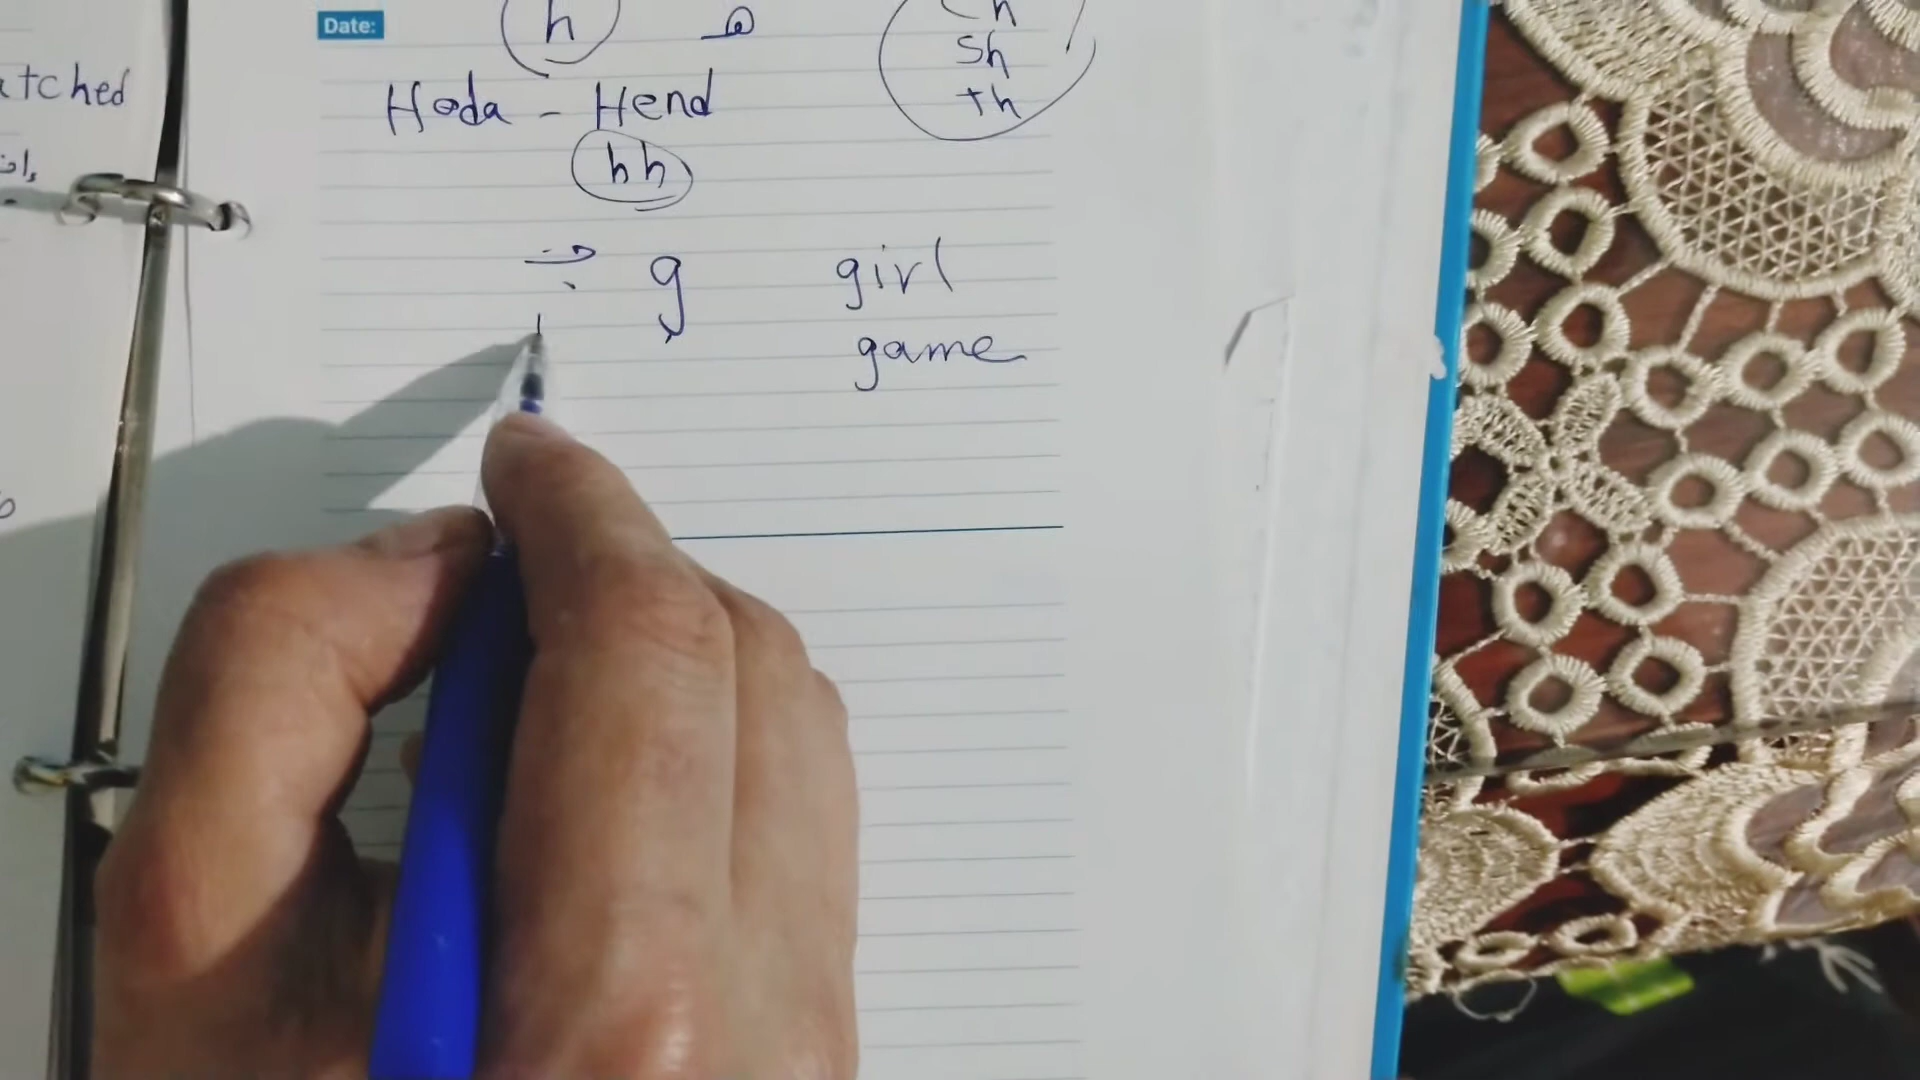 Date:
h ه
ch
sh
th
Hoda - Hend
hh
g girl
game
atched